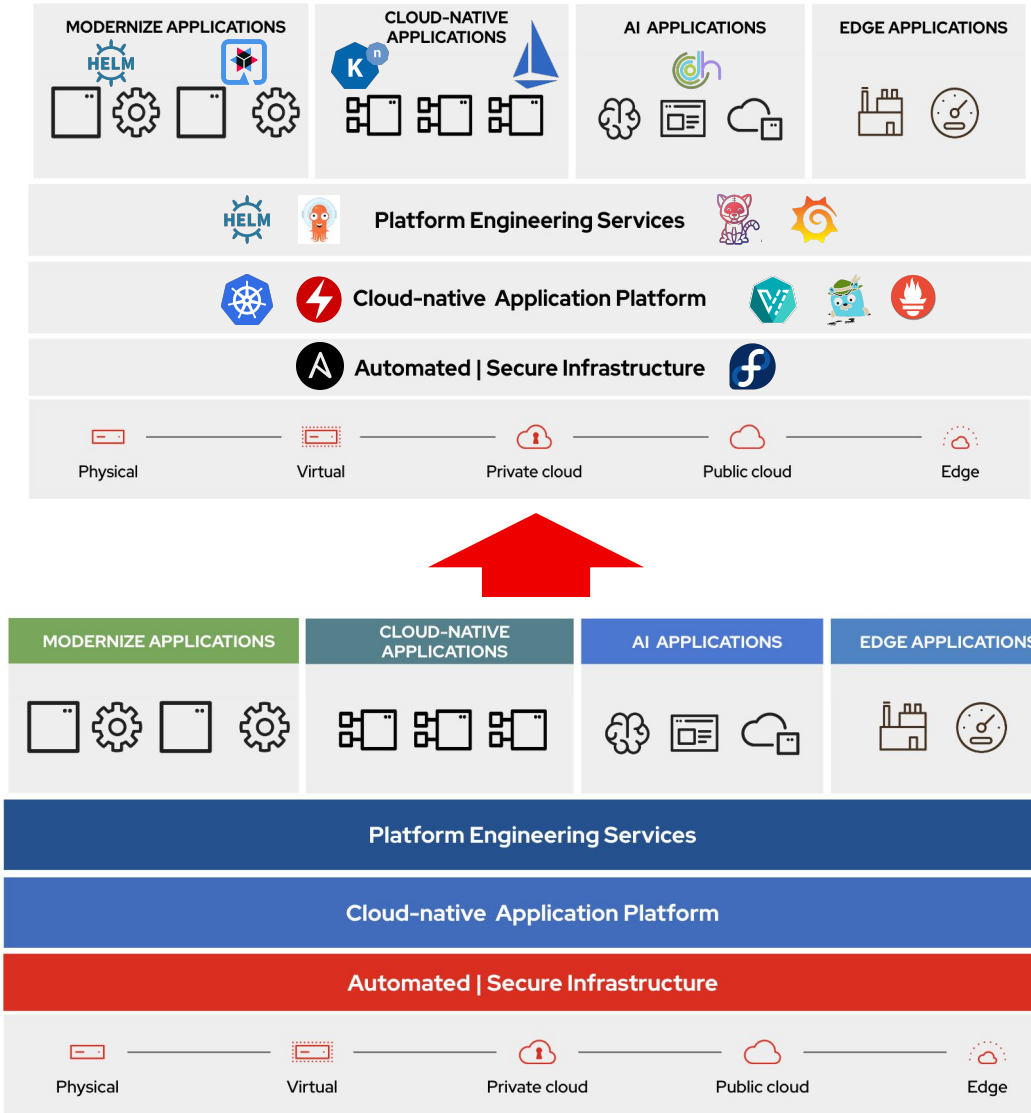 MODERNIZE APPLICATIONS
CLOUD-NATIVE
APPLICATIONS
AI APPLICATIONS
EDGE APPLICATIONS
HELM
K
n
dh
HELM
Platform Engineering Services
Cloud-native Application Platform
Automated | Secure Infrastructure
Physical
Virtual
Private cloud
Public cloud
Edge
MODERNIZE APPLICATIONS
CLOUD-NATIVE
APPLICATIONS
AI APPLICATIONS
EDGE APPLICATIONS
Platform Engineering Services
Cloud-native Application Platform
Automated | Secure Infrastructure
Physical
Virtual
Private cloud
Public cloud
Edge